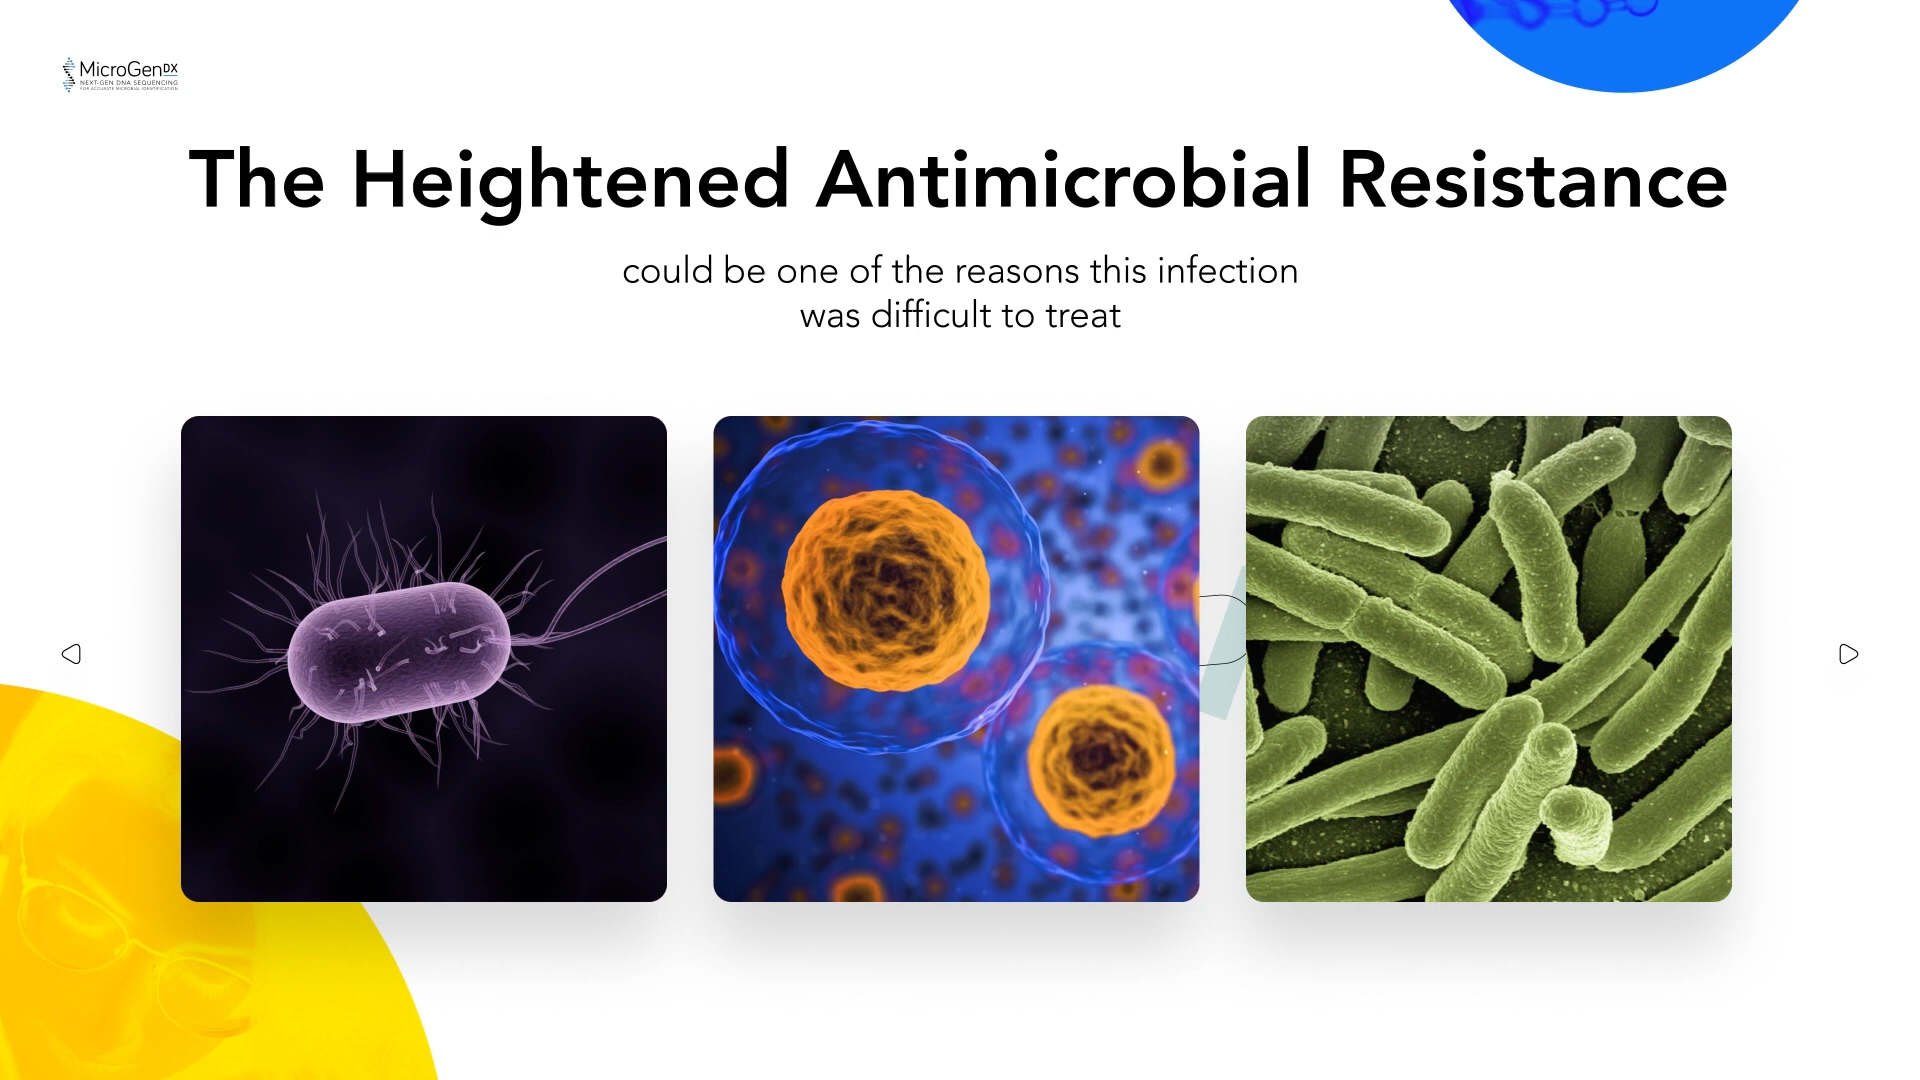 MicroGenDX
NEXT-GEN DNA SEQUENCING
FOR ACCURATE MICROBIAL IDENTIFICATION
The Heightened Antimicrobial Resistance
could be one of the reasons this infection
was difficult to treat